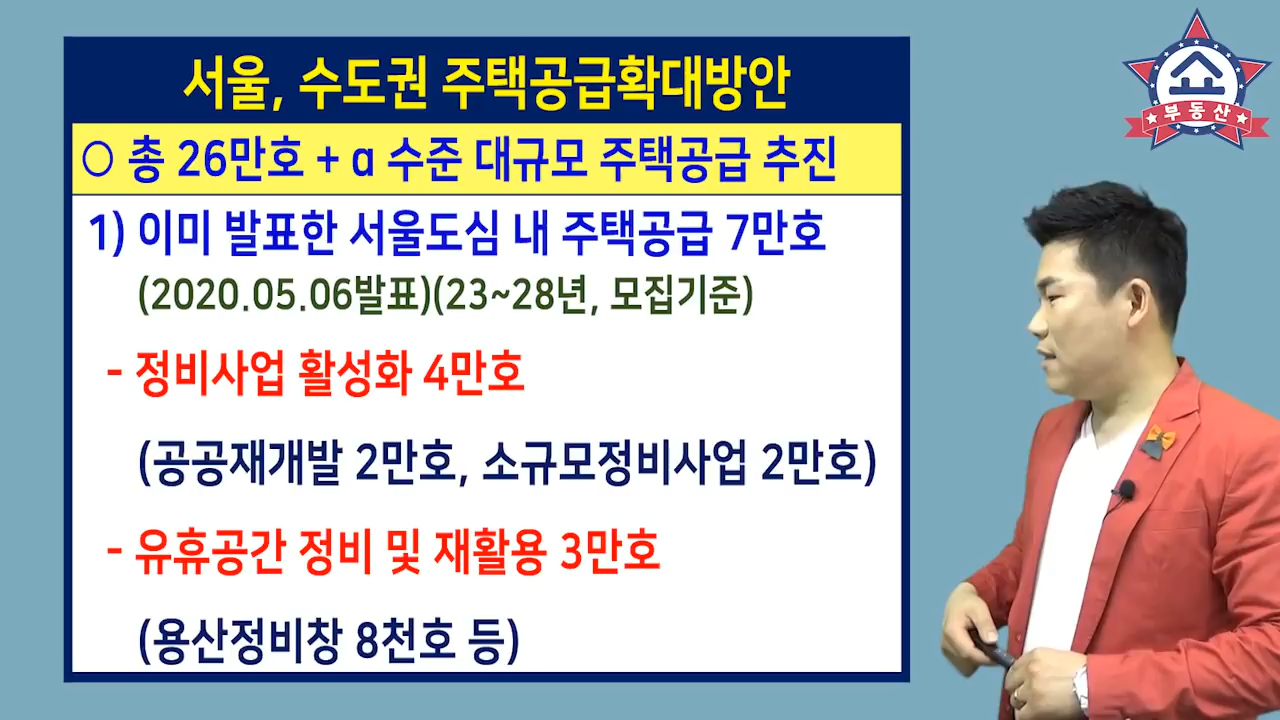 서울, 수도권 주택공급확대방안
○ 총 26만호 + α 수준 대규모 주택공급 추진
1) 이미 발표한 서울도심 내 주택공급 7만호
(2020.05.06발표)(23~28년, 모집기준)
- 정비사업 활성화 4만호
(공공재개발 2만호, 소규모정비사업 2만호)
- 유휴공간 정비 및 재활용 3만호
(용산정비창 8천호 등)
부동산